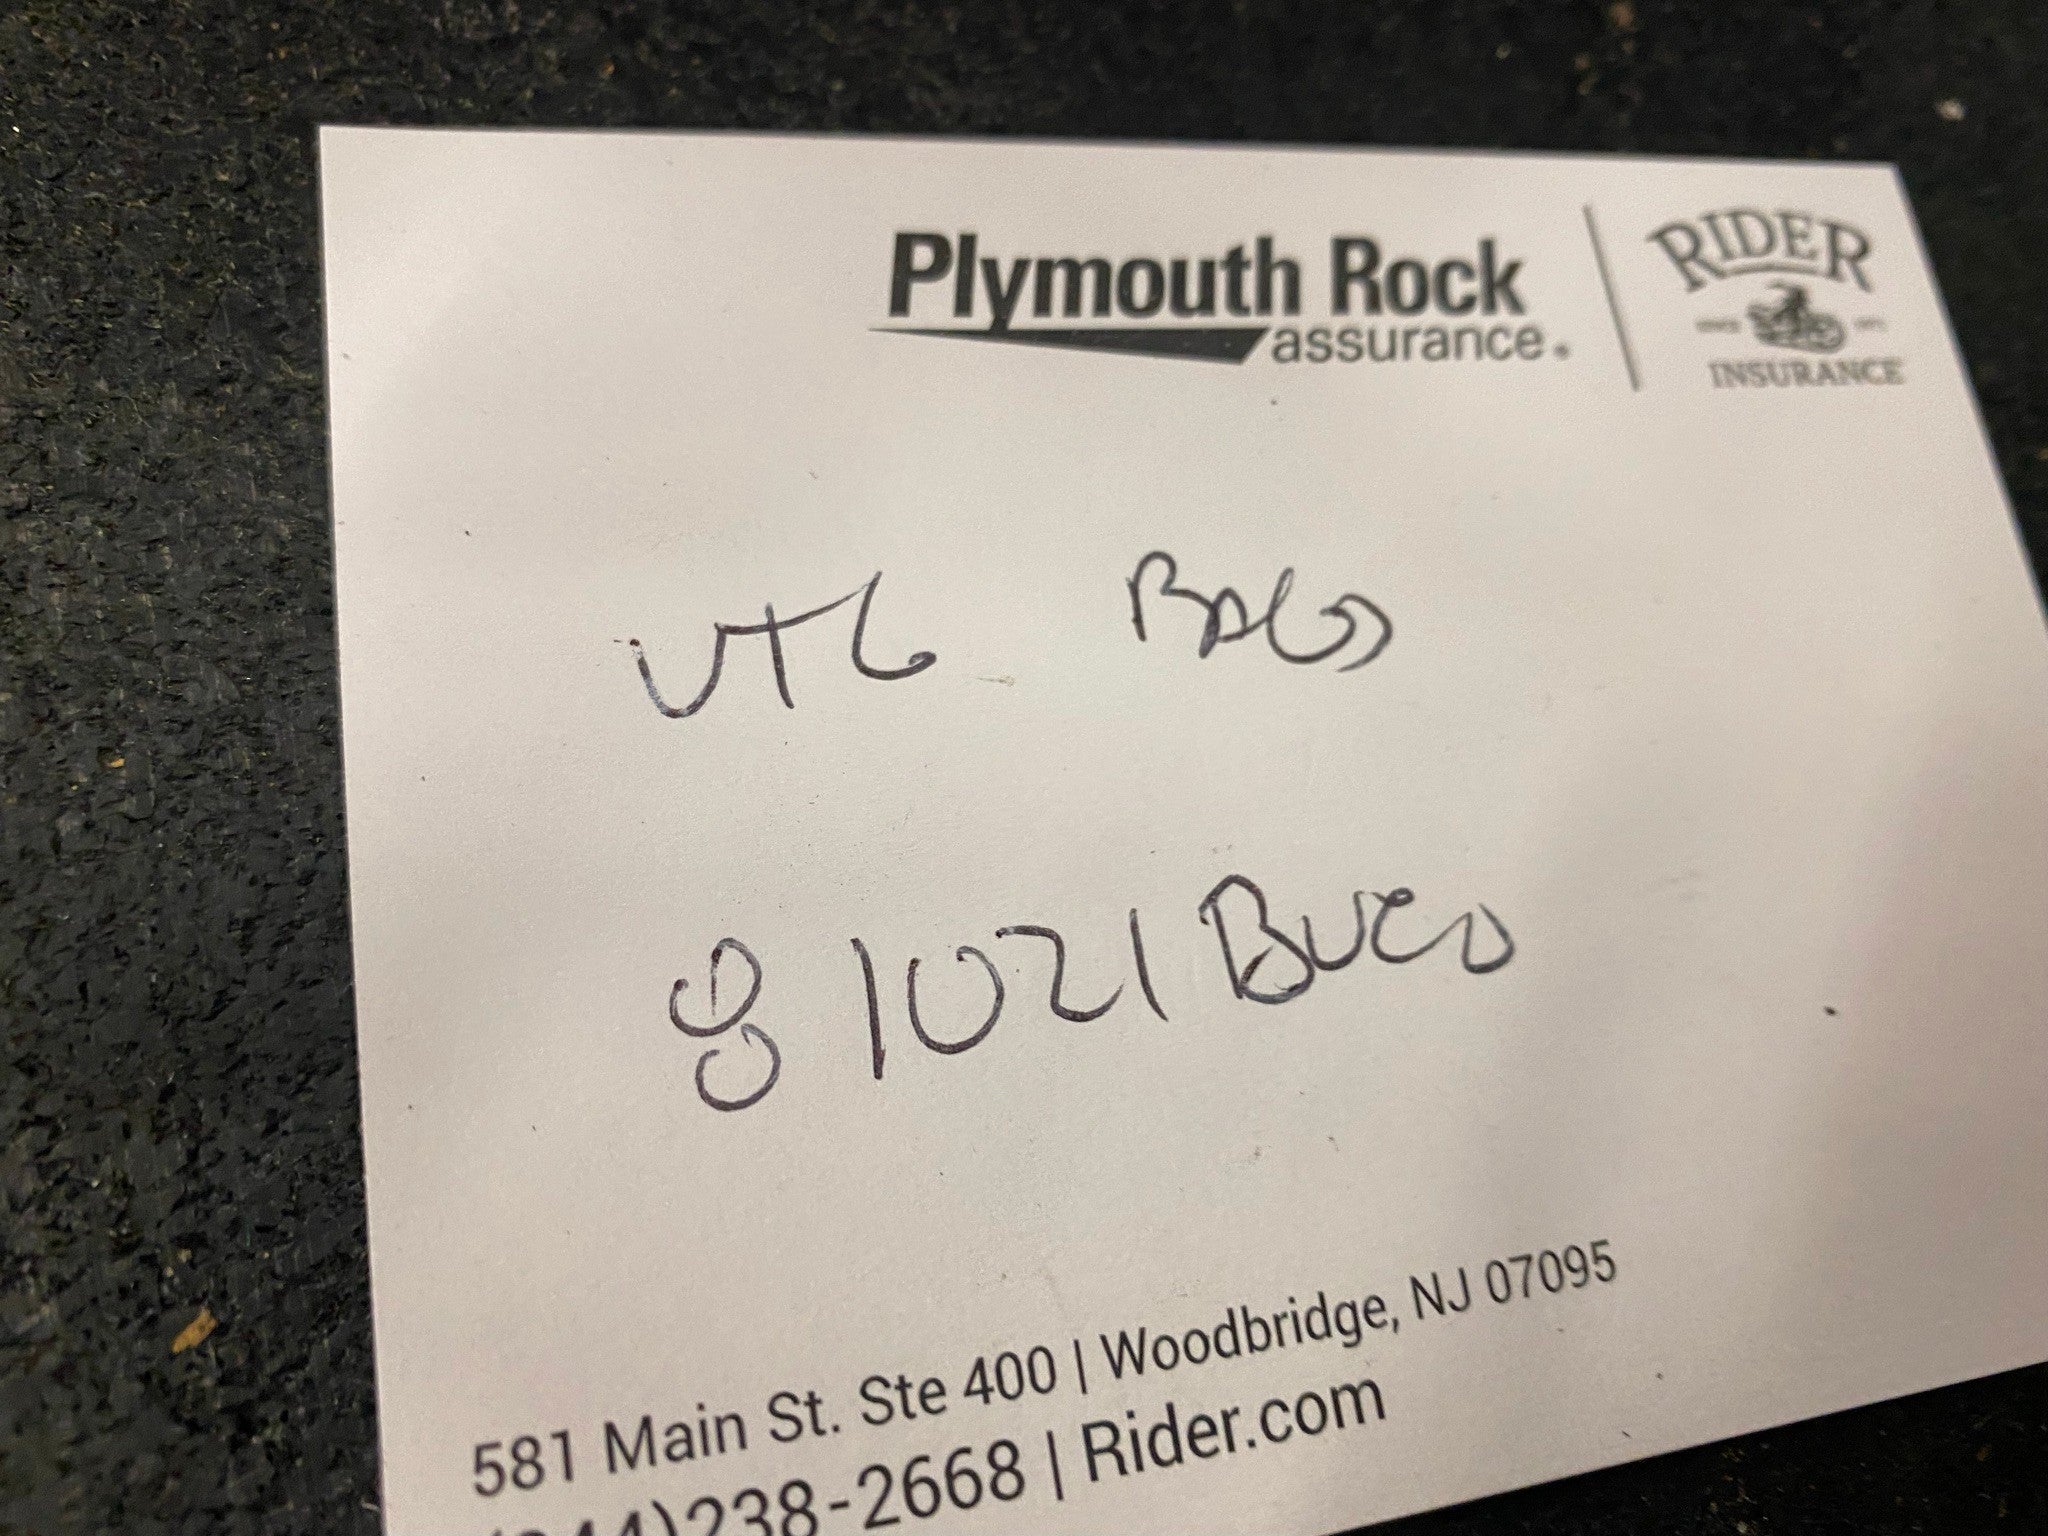 Plymouth Rock
assurance®
RIDER
INSURANCE
VTG BAGS
8 1021 BUCO
581 Main St. Ste 400 | Woodbridge, NJ 07095
238-2668 | Rider.com